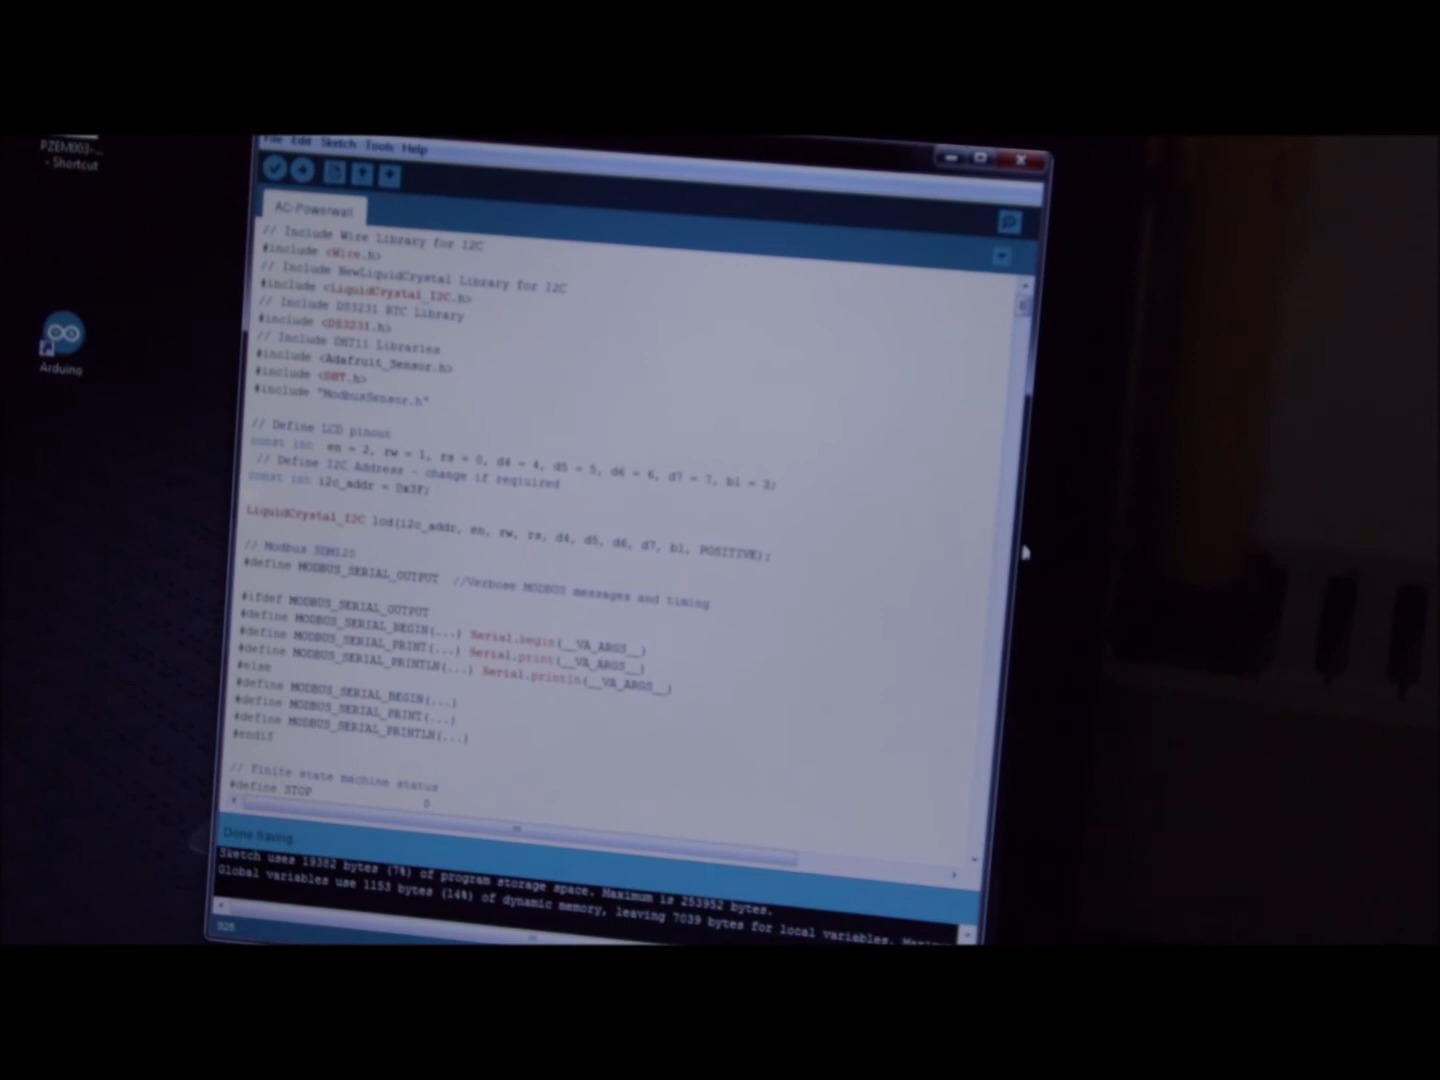 PZEM003-...
- Shortcut
Arduino
File Edit Sketch Tools Help
AC-Powerwall
// Include Wire Library for I2C
#include <Wire.h>
// Include NewLiquidCrystal Library for I2C
#include <LiquidCrystal_I2C.h>
// Include DS3231 RTC Library
#include <DS3231.h>
// Include DHT11 Libraries
#include <Adafruit_Sensor.h>
#include <DHT.h>
#include "ModbusSensor.h"
// Define LCD pinout
const int en = 2, rw = 1, rs = 0, d4 = 4, d5 = 5, d6 = 6, d7 = 7, bl = 3;
// Define I2C Address - change if reqiuired
const int i2c_addr = 0x3F;
LiquidCrystal_I2C lcd(i2c_addr, en, rw, rs, d4, d5, d6, d7, bl, POSITIVE);
// Modbus SDM120
#define MODBUS_SERIAL_OUTPUT //Verbose MODBUS messages and timing
#ifdef MODBUS_SERIAL_OUTPUT
#define MODBUS_SERIAL_BEGIN(...) Serial.begin(__VA_ARGS__)
#define MODBUS_SERIAL_PRINT(...) Serial.print(__VA_ARGS__)
#define MODBUS_SERIAL_PRINTLN(...) Serial.println(__VA_ARGS__)
#else
#define MODBUS_SERIAL_BEGIN(...)
#define MODBUS_SERIAL_PRINT(...)
#define MODBUS_SERIAL_PRINTLN(...)
#endif
// Finite state machine status
#define STOP 0
Done Saving.
Sketch uses 19382 bytes (7%) of program storage space. Maximum is 253952 bytes.
Global variables use 1153 bytes (14%) of dynamic memory, leaving 7039 bytes for local variables.